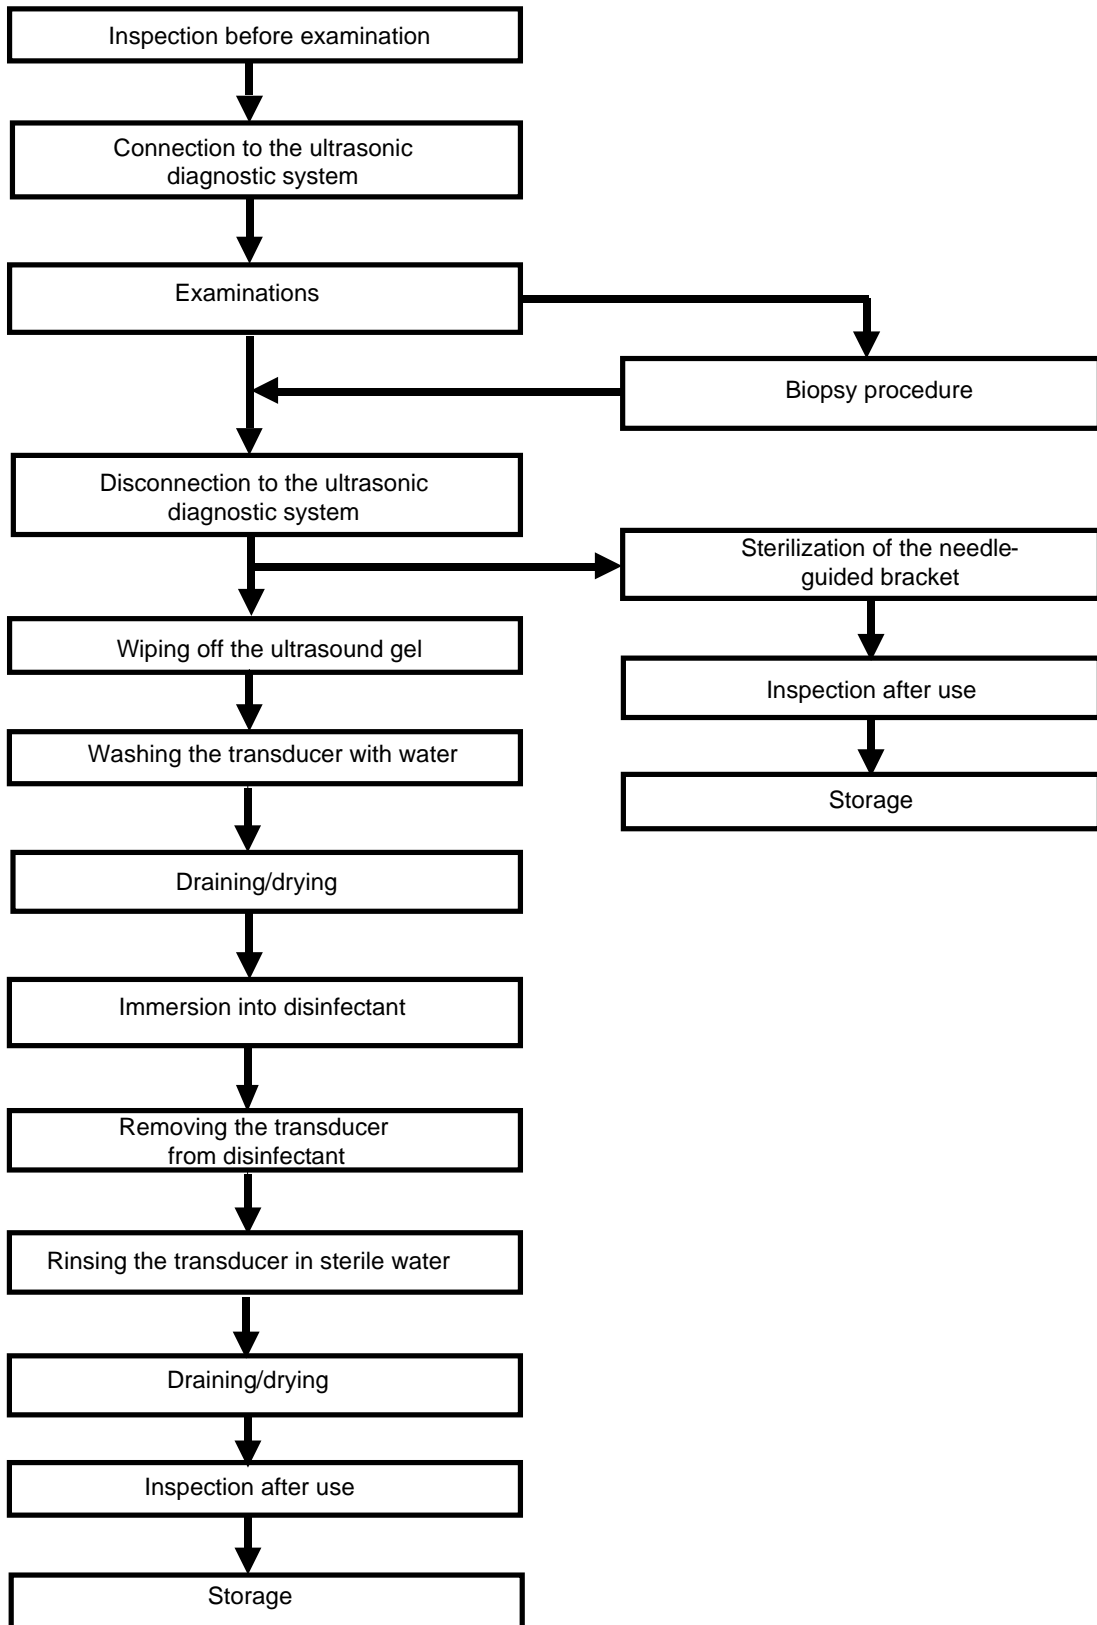 Inspection before examination
Connection to the ultrasonic
diagnostic system
Examinations
Biopsy procedure
Disconnection to the ultrasonic
diagnostic system
Sterilization of the needle-
guided bracket
Wiping off the ultrasound gel
Inspection after use
Washing the transducer with water
Storage
Draining/drying
Immersion into disinfectant
Removing the transducer
from disinfectant
Rinsing the transducer in sterile water
Draining/drying
Inspection after use
Storage